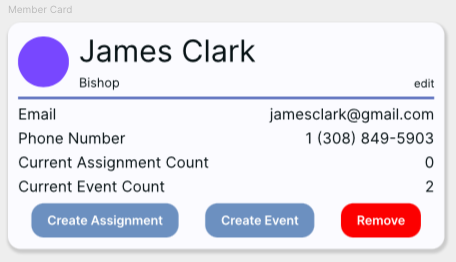 Member Card
James Clark
Bishop
edit
Email jamesclark@gmail.com
Phone Number 1 (308) 849-5903
Current Assignment Count 0
Current Event Count 2
Create Assignment Create Event Remove